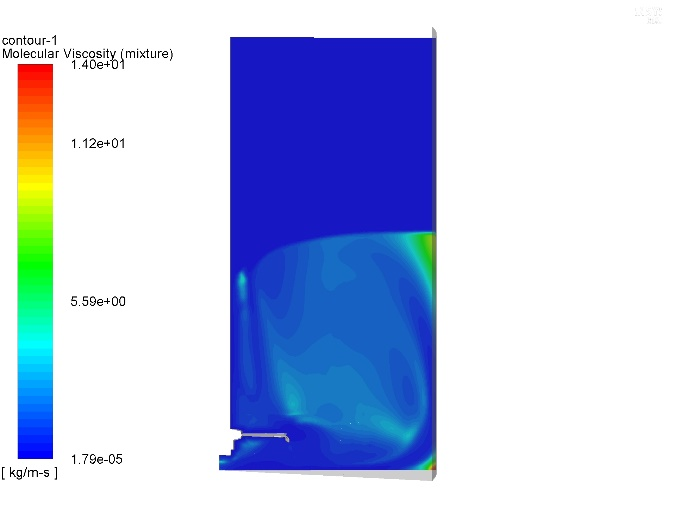 contour-1
Molecular Viscosity (mixture)
1.40e+01
1.12e+01
5.59e+00
1.79e-05
[ kg/m-s ]